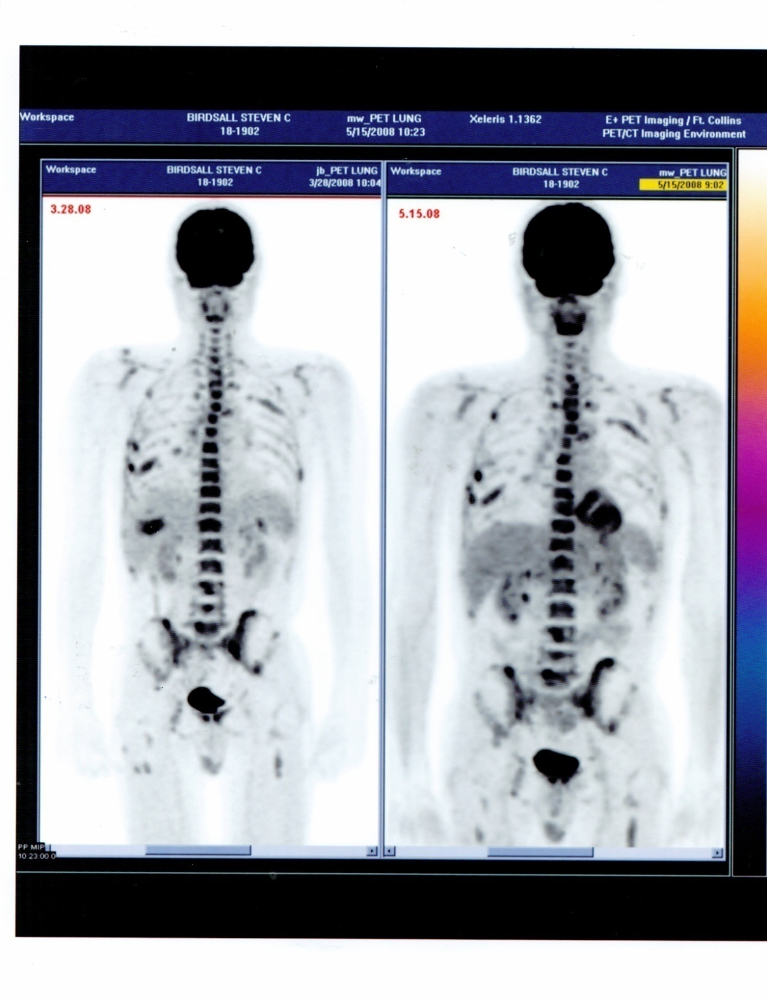 Workspace BIRDSALL STEVEN C mw_PET LUNG Xeleris 1.1362 E+ PET Imaging / Ft. Collins
18-1902 5/15/2008 10:23 PET/CT Imaging Environment
Workspace BIRDSALL STEVEN C jb_PET LUNG
18-1902 3/28/2008 10:04
3.28.08
Workspace BIRDSALL STEVEN C mw_PET LUNG
18-1902 5/15/2008 9:02
5.15.08
PP MIP
10 23 00 0